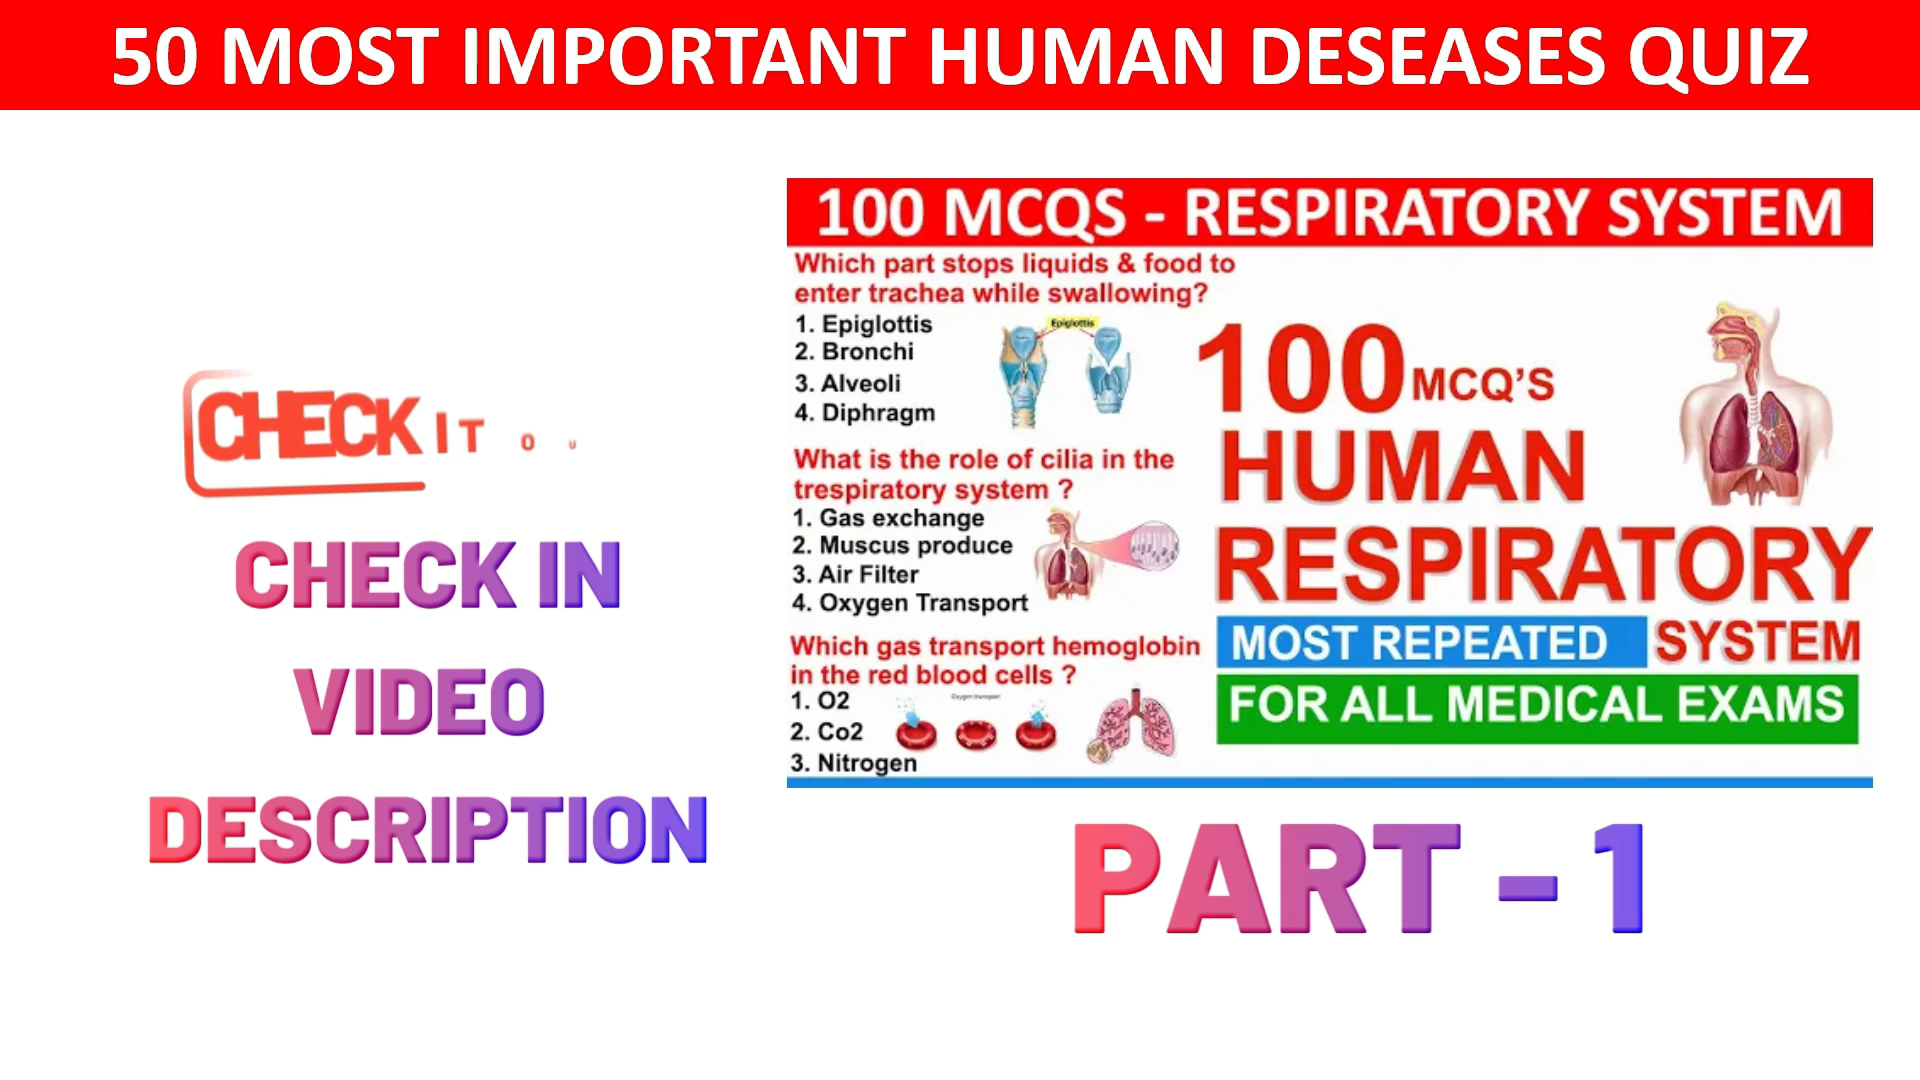 50 MOST IMPORTANT HUMAN DESEASES QUIZ
CHECK IT O U
CHECK IN
VIDEO
DESCRIPTION
100 MCQS - RESPIRATORY SYSTEM
Which part stops liquids & food to
enter trachea while swallowing?
1. Epiglottis
2. Bronchi
3. Alveoli
4. Diphragm
Epiglottis
What is the role of cilia in the
trespiratory system ?
1. Gas exchange
2. Muscus produce
3. Air Filter
4. Oxygen Transport
Which gas transport hemoglobin
in the red blood cells ?
1. O2
2. Co2
3. Nitrogen
Oxygen transport
100 MCQ'S
HUMAN
RESPIRATORY
MOST REPEATED SYSTEM
FOR ALL MEDICAL EXAMS
PART - 1